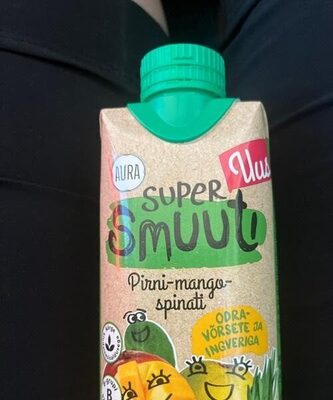 AURA
Uus
SUPER
SMUUTI
Pirni-mango-
spinati
ODRA-
VÕRSETE JA
INGVERIGA
B